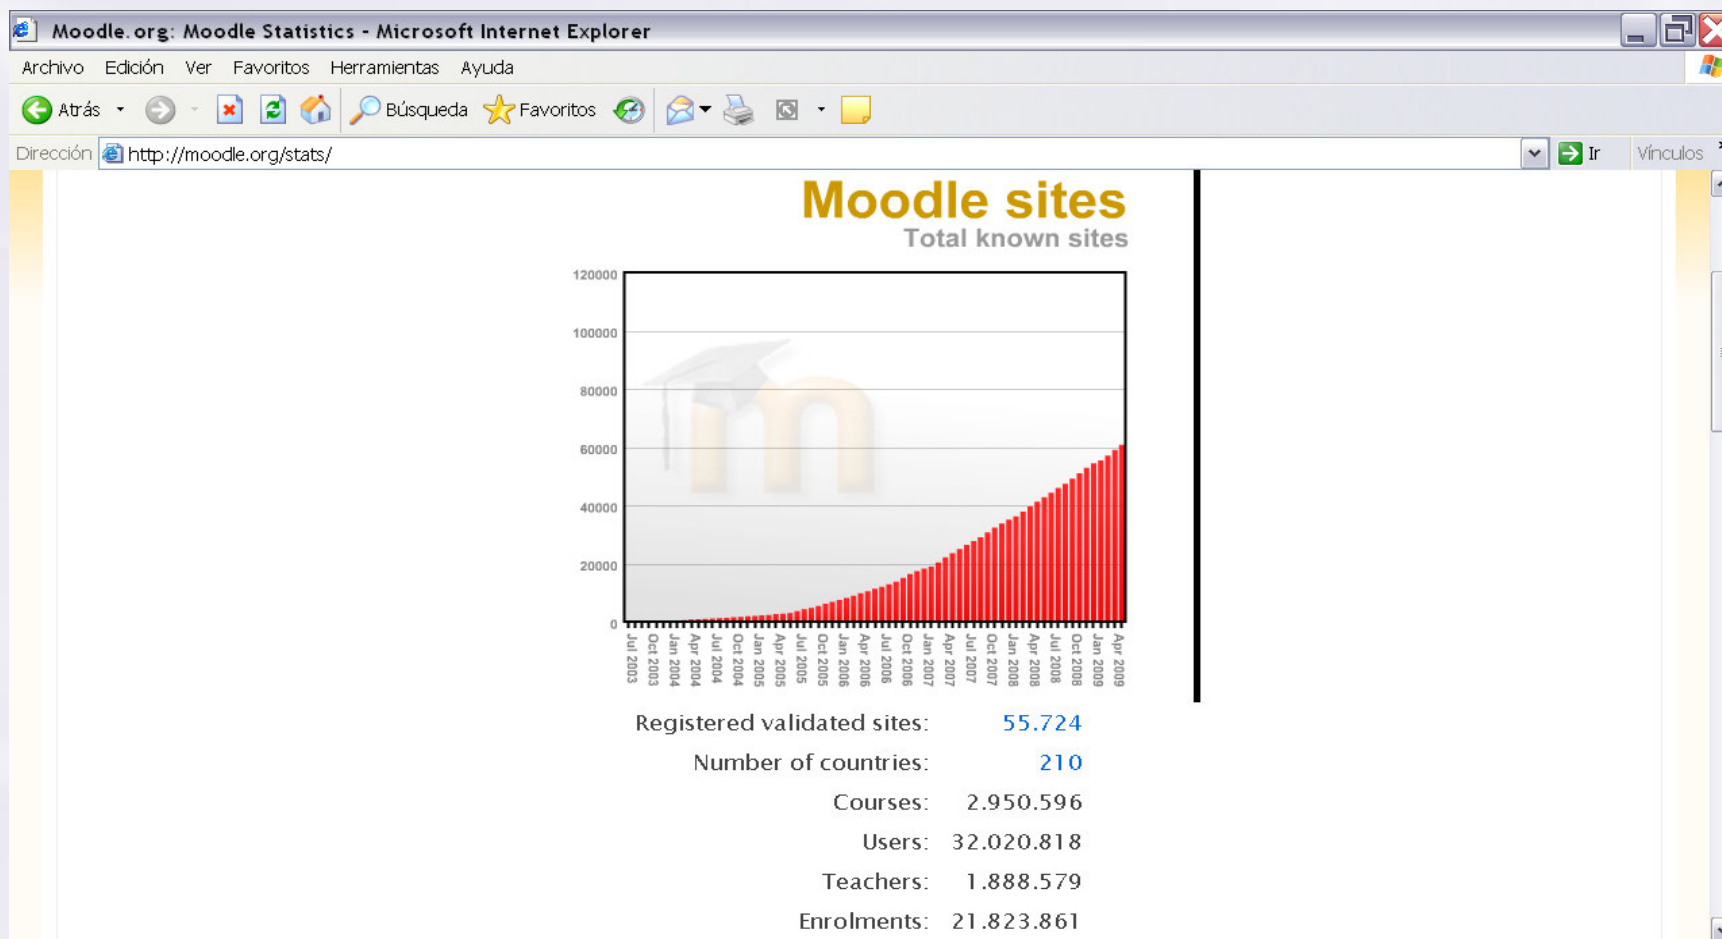 Moodle.org: Moodle Statistics - Microsoft Internet Explorer
Archivo Edición Ver Favoritos Herramientas Ayuda
Atrás Búsqueda Favoritos
Dirección http://moodle.org/stats/ Ir Vínculos
Moodle sites
Total known sites
120000
100000
80000
60000
40000
20000
0
m
Jul 2003 Oct 2003 Jan 2004 Apr 2004 Jul 2004 Oct 2004 Jan 2005 Apr 2005 Jul 2005 Oct 2005 Jan 2006 Apr 2006 Jul 2006 Oct 2006 Jan 2007 Apr 2007 Jul 2007 Oct 2007 Jan 2008 Apr 2008 Jul 2008 Oct 2008 Jan 2009 Apr 2009
Registered validated sites: 55.724
Number of countries: 210
Courses: 2.950.596
Users: 32.020.818
Teachers: 1.888.579
Enrolments: 21.823.861